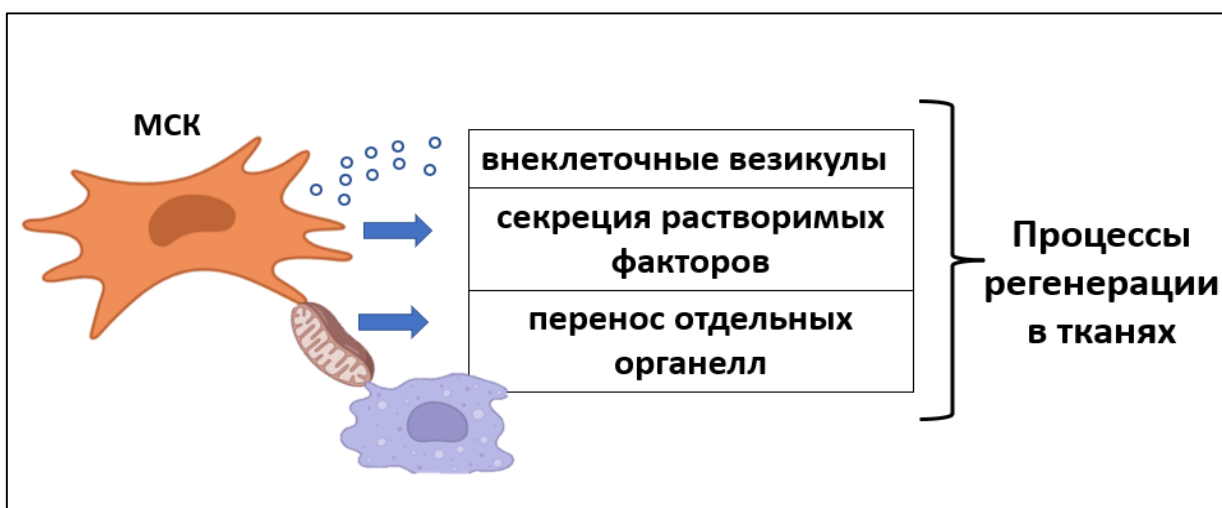 МСК
внеклеточные везикулы
секреция растворимых
факторов
перенос отдельных
органелл
Процессы
регенерации
в тканях